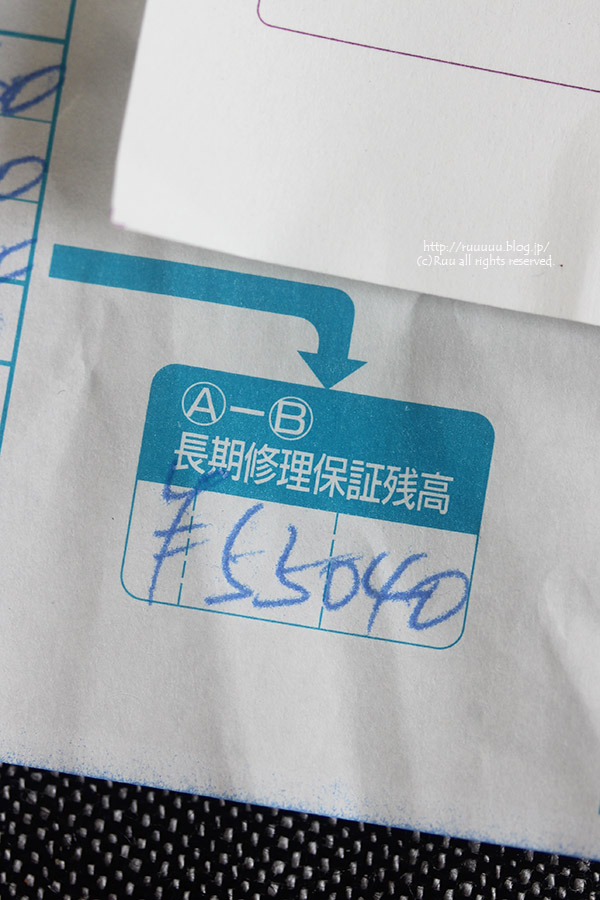 http://ruuuuu.blog.jp/
(c)Ruu all rights reserved.
Ⓐ－Ⓑ
長期修理保証残高
¥55040